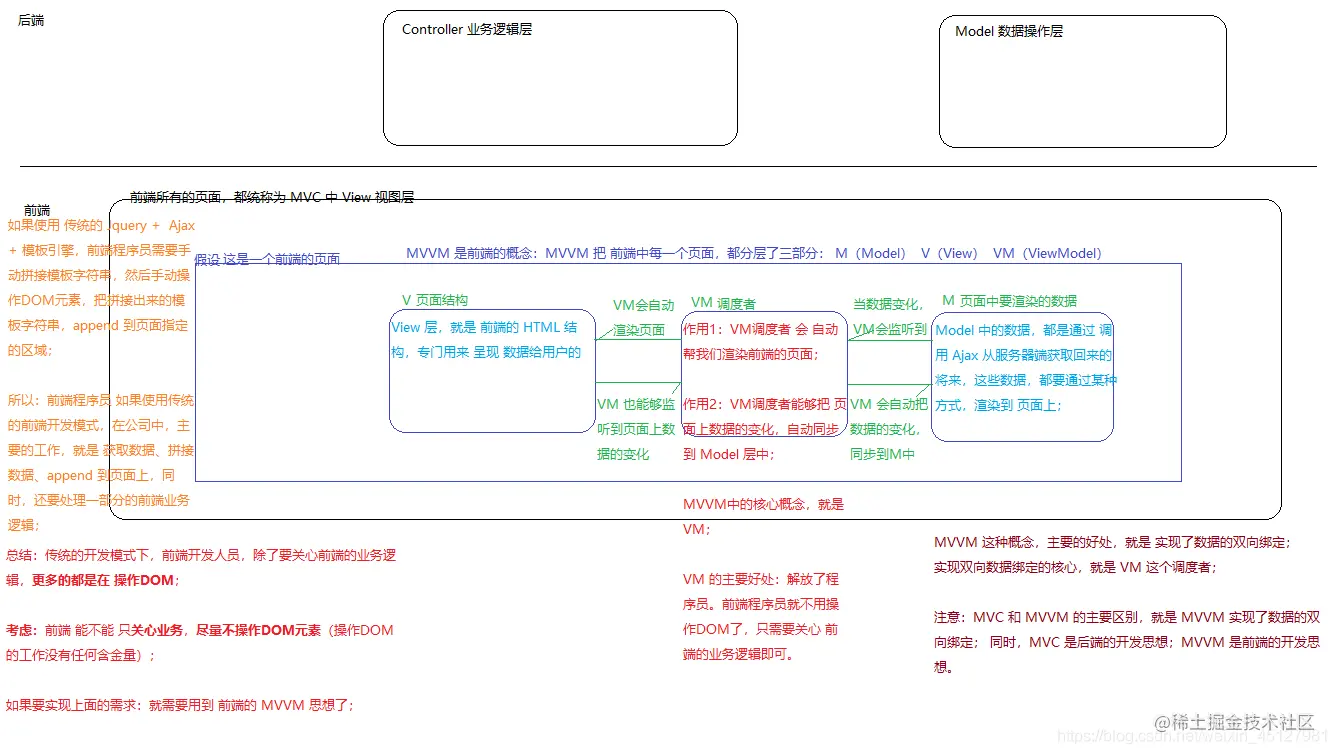 后端
Controller 业务逻辑层
Model 数据操作层
前端所有的页面，都统称为 MVC 中 View 视图层
前端
如果使用 传统的 Jquery + Ajax
+ 模板引擎，前端程序员需要手
动拼接模板字符串，然后手动操
作DOM元素，把拼接出来的模
板字符串，append 到页面指定
的区域；
所以：前端程序员 如果使用传统
的前端开发模式，在公司中，主
要的工作，就是 获取数据、拼接
数据、append 到页面上，同
时，还要处理一部分的前端业务
逻辑；
假设 这是一个前端的页面
MVVM 是前端的概念：MVVM 把 前端中每一个页面，都分层了三部分： M（Model） V（View） VM（ViewModel）
V 页面结构
View 层，就是 前端的 HTML 结
构，专门用来 呈现 数据给用户的
VM会自动
渲染页面
VM 也能够监
听到页面上数
据的变化
VM 调度者
作用1：VM调度者 会 自动
帮我们渲染前端的页面；
作用2：VM调度者能够把 页
面上数据的变化，自动同步
到 Model 层中；
当数据变化，
VM会监听到
VM 会自动把
数据的变化，
同步到M中
M 页面中要渲染的数据
Model 中的数据，都是通过 调
用 Ajax 从服务器端获取回来的
将来，这些数据，都要通过某种
方式，渲染到 页面上；
MVVM中的核心概念，就是
VM；
VM 的主要好处：解放了程
序员。前端程序员就不用操
作DOM了，只需要关心 前
端的业务逻辑即可。
总结：传统的开发模式下，前端开发人员，除了要关心前端的业务逻
辑，更多的都是在 操作DOM；
考虑：前端 能不能 只关心业务，尽量不操作DOM元素（操作DOM
的工作没有任何含金量）；
如果要实现上面的需求：就需要用到 前端的 MVVM 思想了；
MVVM 这种概念，主要的好处，就是 实现了数据的双向绑定；
实现双向数据绑定的核心，就是 VM 这个调度者；
注意：MVC 和 MVVM 的主要区别，就是 MVVM 实现了数据的双
向绑定； 同时，MVC 是后端的开发思想；MVVM 是前端的开发思
想。
@稀土掘金技术社区
https://blog.csdn.net/weixin_45127981